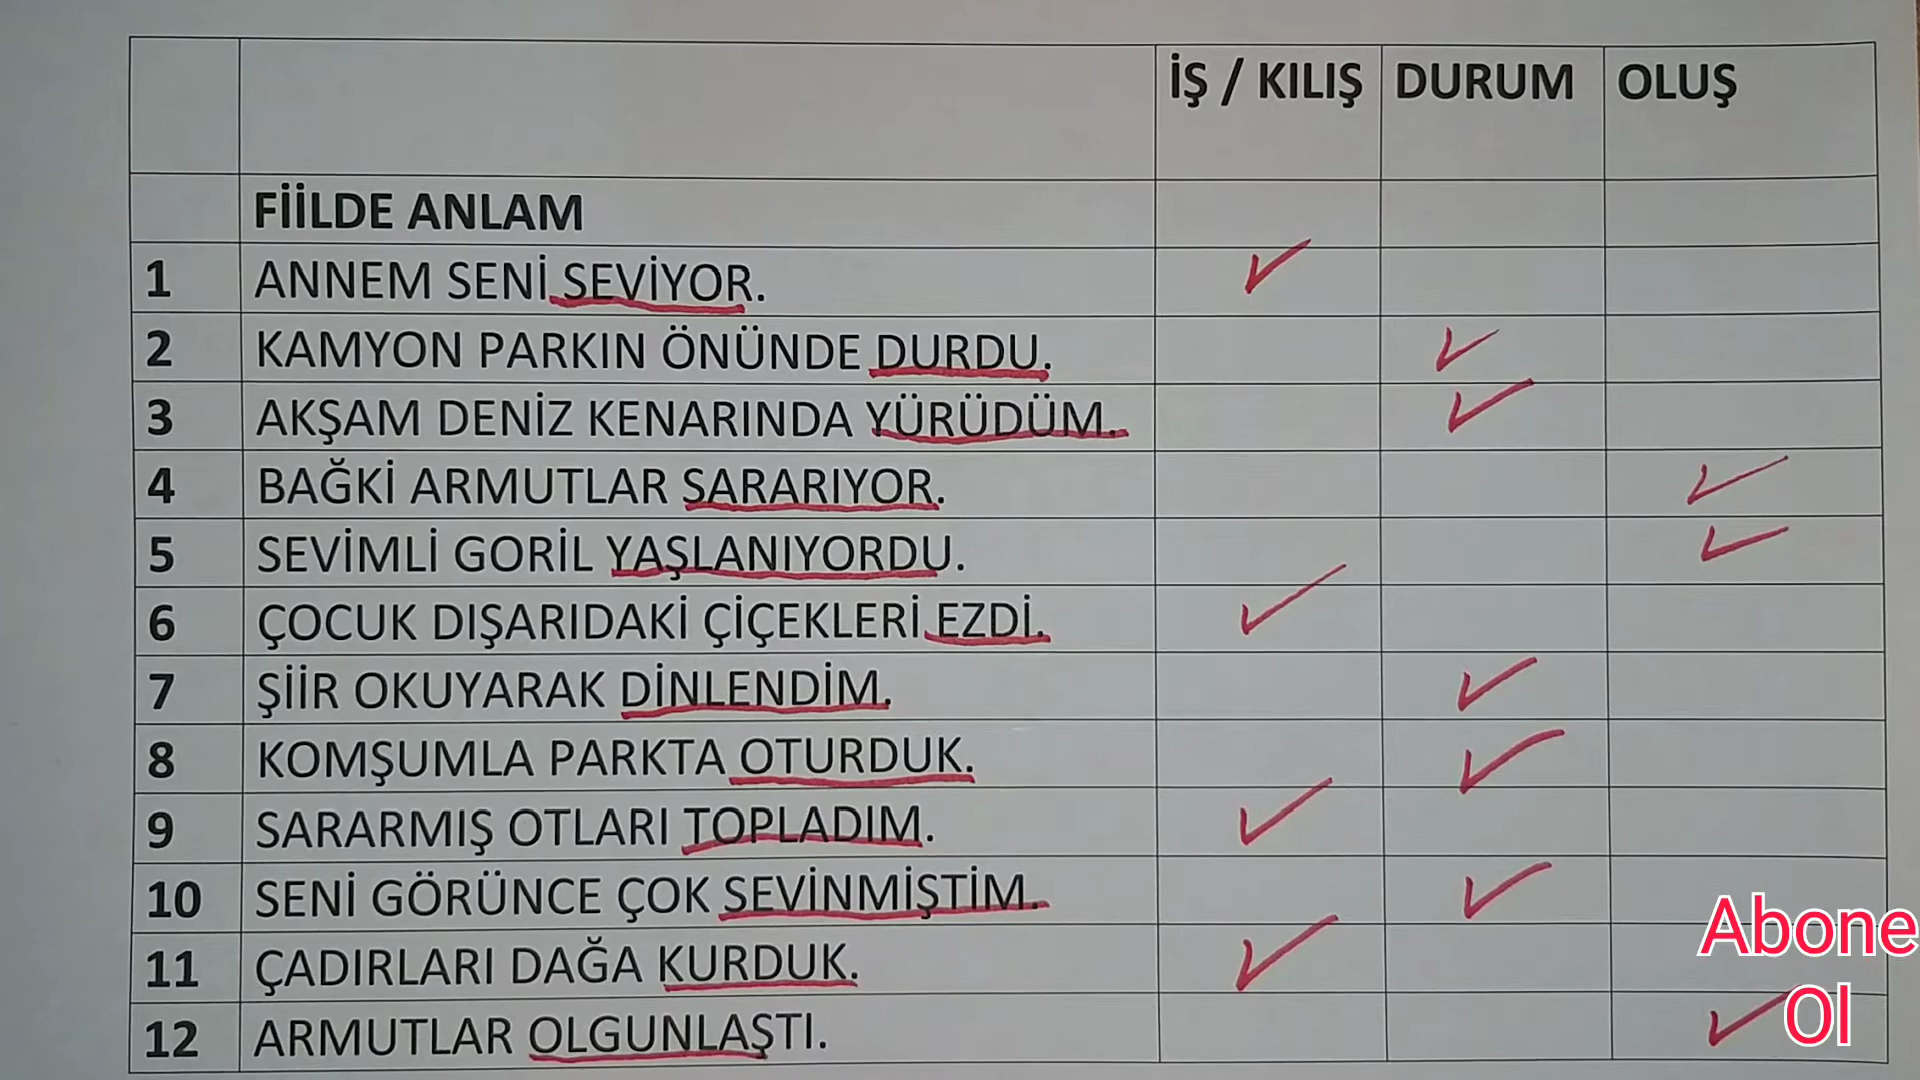 İŞ / KILIŞ DURUM OLUŞ
FİİLDE ANLAM
1 ANNEM SENİ SEVİYOR.
2 KAMYON PARKIN ÖNÜNDE DURDU.
3 AKŞAM DENİZ KENARINDA YÜRÜDÜM.
4 BAĞKİ ARMUTLAR SARARIYOR.
5 SEVİMLİ GORİL YAŞLANIYORDU.
6 ÇOCUK DIŞARIDAKİ ÇİÇEKLERİ EZDİ.
7 ŞİİR OKUYARAK DİNLENDİM.
8 KOMŞUMLA PARKTA OTURDUK.
9 SARARMIŞ OTLARI TOPLADIM.
10 SENİ GÖRÜNCE ÇOK SEVİNMİŞTİM.
11 ÇADIRLARI DAĞA KURDUK.
12 ARMUTLAR OLGUNLAŞTI.
Abone
Ol